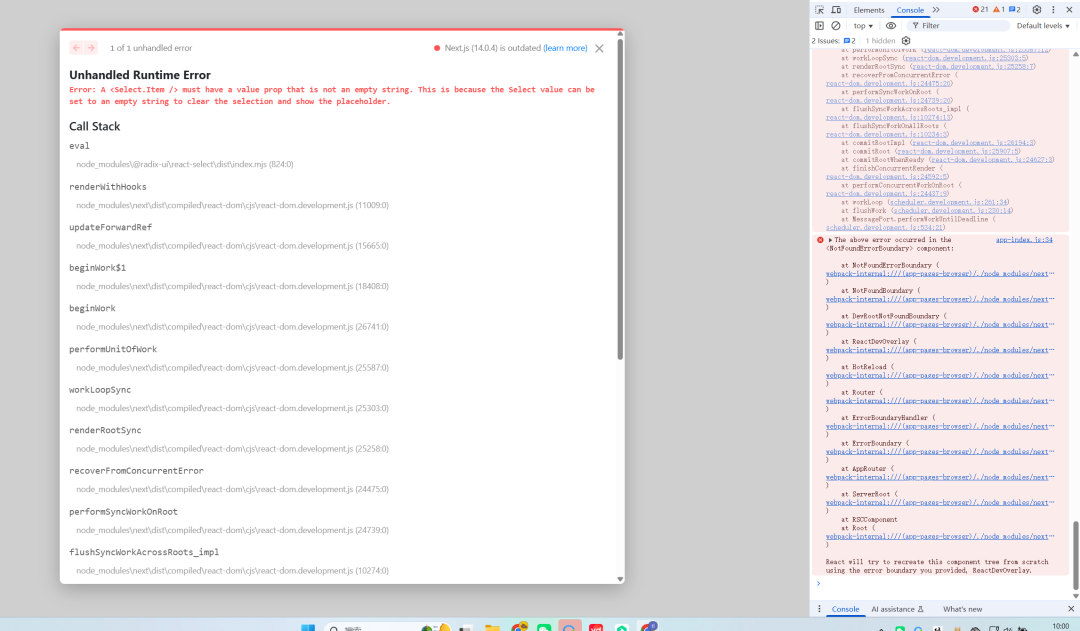 1 of 1 unhandled error
Next.js (14.0.4) is outdated (learn more)
Unhandled Runtime Error
Error: A <Select.Item /> must have a value prop that is not an empty string. This is because the Select value can be
set to an empty string to clear the selection and show the placeholder.
Call Stack
eval
node_modules\@radix-ui\react-select\dist\index.mjs (824:0)
renderWithHooks
node_modules\next\dist\compiled\react-dom\cjs\react-dom.development.js (11009:0)
updateForwardRef
node_modules\next\dist\compiled\react-dom\cjs\react-dom.development.js (15665:0)
beginWork$1
node_modules\next\dist\compiled\react-dom\cjs\react-dom.development.js (18408:0)
beginWork
node_modules\next\dist\compiled\react-dom\cjs\react-dom.development.js (26741:0)
performUnitOfWork
node_modules\next\dist\compiled\react-dom\cjs\react-dom.development.js (25587:0)
workLoopSync
node_modules\next\dist\compiled\react-dom\cjs\react-dom.development.js (25303:0)
renderRootSync
node_modules\next\dist\compiled\react-dom\cjs\react-dom.development.js (25258:0)
recoverFromConcurrentError
node_modules\next\dist\compiled\react-dom\cjs\react-dom.development.js (24475:0)
performSyncWorkOnRoot
node_modules\next\dist\compiled\react-dom\cjs\react-dom.development.js (24739:0)
flushSyncWorkAcrossRoots_impl
node_modules\next\dist\compiled\react-dom\cjs\react-dom.development.js (10274:0)
Elements Console 21 1 2
top Filter Default levels
2 Issues: 2 1 hidden
at performUnitOfWork (react-dom.development.js:25587:12)
at workLoopSync (react-dom.development.js:25303:5)
at renderRootSync (react-dom.development.js:25258:7)
at recoverFromConcurrentError (
react-dom.development.js:24475:20)
at performSyncWorkOnRoot (
react-dom.development.js:24739:20)
at flushSyncWorkAcrossRoots_impl (
react-dom.development.js:10274:13)
at flushSyncWorkOnAllRoots (
react-dom.development.js:10234:3)
at commitRootImpl (react-dom.development.js:26194:3)
at commitRoot (react-dom.development.js:25907:5)
at commitRootWhenReady (react-dom.development.js:24627:3)
at finishConcurrentRender (
react-dom.development.js:24592:5)
at performConcurrentWorkOnRoot (
react-dom.development.js:24437:9)
at workLoop (scheduler.development.js:261:34)
at flushWork (scheduler.development.js:230:14)
at MessagePort.performWorkUntilDeadline (
scheduler.development.js:534:21)
The above error occurred in the app-index.js:34
<NotFoundErrorBoundary> component:
at NotFoundErrorBoundary (
webpack-internal:///(app-pages-browser)/./node_modules/next…
)
at NotFoundBoundary (
webpack-internal:///(app-pages-browser)/./node_modules/next…
)
at DevRootNotFoundBoundary (
webpack-internal:///(app-pages-browser)/./node_modules/next…
)
at ReactDevOverlay (
webpack-internal:///(app-pages-browser)/./node_modules/next…
)
at HotReload (
webpack-internal:///(app-pages-browser)/./node_modules/next…
)
at Router (
webpack-internal:///(app-pages-browser)/./node_modules/next…
)
at ErrorBoundaryHandler (
webpack-internal:///(app-pages-browser)/./node_modules/next…
)
at ErrorBoundary (
webpack-internal:///(app-pages-browser)/./node_modules/next…
)
at AppRouter (
webpack-internal:///(app-pages-browser)/./node_modules/next…
)
at ServerRoot (
webpack-internal:///(app-pages-browser)/./node_modules/next…
)
at RSCComponent
at Root (
webpack-internal:///(app-pages-browser)/./node_modules/next…
)
React will try to recreate this component tree from scratch
using the error boundary you provided, ReactDevOverlay.
Console AI assistance What's new
10:00